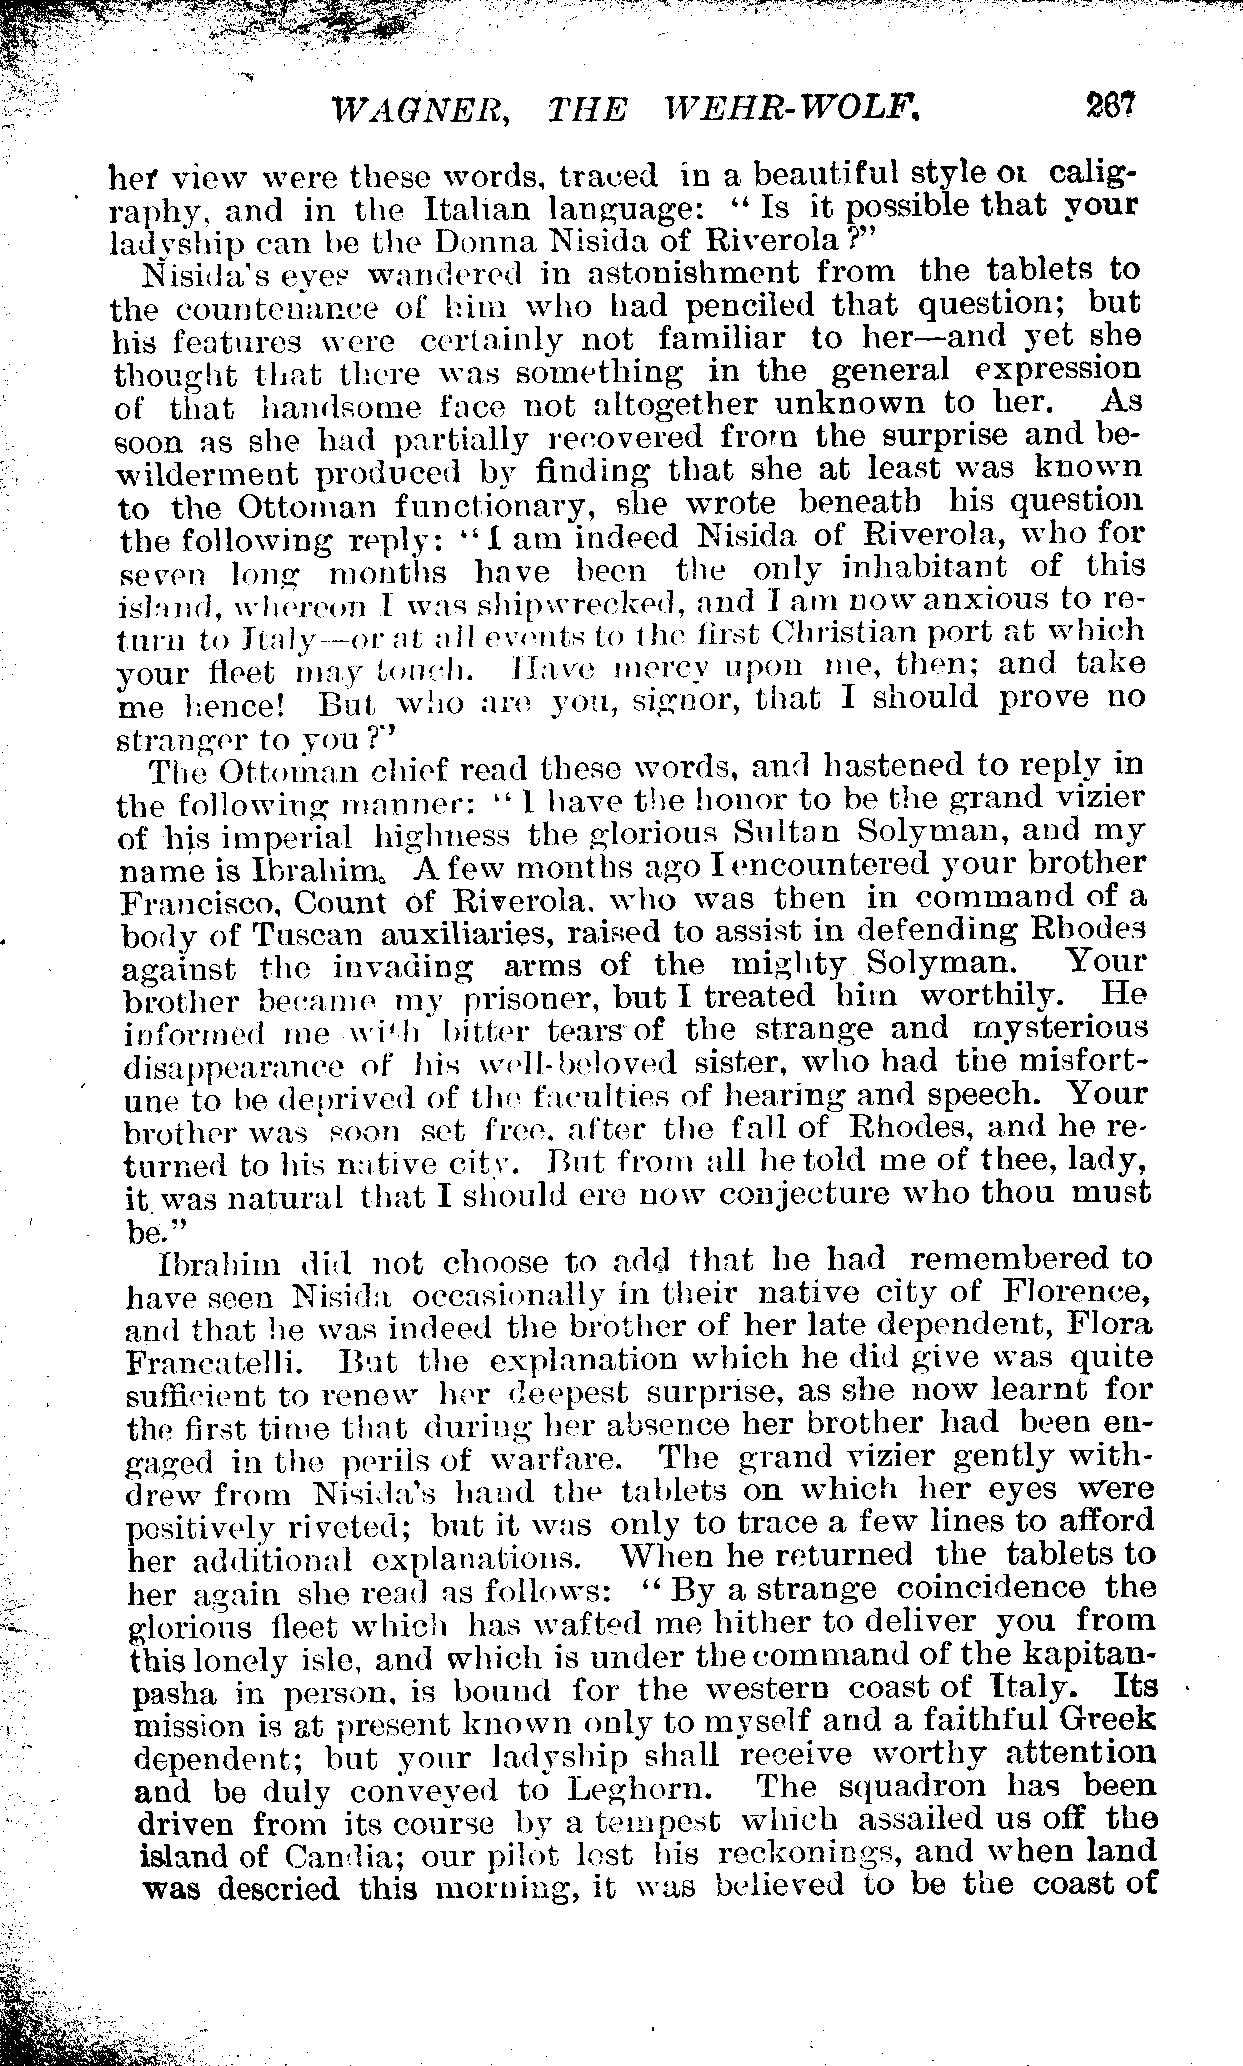 WAGNER, THE WEHR-WOLF. 267
her view were these words, traced in a beautiful style of calig-
raphy, and in the Italian language: “ Is it possible that your
ladyship can be the Donna Nisida of Riverola?”
Nisida's eyes wandered in astonishment from the tablets to
the countenance of him who had penciled that question; but
his features were certainly not familiar to her—and yet she
thought that there was something in the general expression
of that handsome face not altogether unknown to her. As
soon as she had partially recovered from the surprise and be-
wilderment produced by finding that she at least was known
to the Ottoman functionary, she wrote beneath his question
the following reply: “I am indeed Nisida of Riverola, who for
seven long months have been the only inhabitant of this
island, whereon I was shipwrecked, and I am now anxious to re-
turn to Italy—or at all events to the first Christian port at which
your fleet may touch. Have mercy upon me, then; and take
me hence! But who are you, signor, that I should prove no
stranger to you?”
The Ottoman chief read these words, and hastened to reply in
the following manner: “ I have the honor to be the grand vizier
of his imperial highness the glorious Sultan Solyman, and my
name is Ibrahim. A few months ago I encountered your brother
Francisco, Count of Riverola, who was then in command of a
body of Tuscan auxiliaries, raised to assist in defending Rhodes
against the invading arms of the mighty Solyman. Your
brother became my prisoner, but I treated him worthily. He
informed me with bitter tears of the strange and mysterious
disappearance of his well-beloved sister, who had the misfort-
une to be deprived of the faculties of hearing and speech. Your
brother was soon set free, after the fall of Rhodes, and he re-
turned to his native city. But from all he told me of thee, lady,
it was natural that I should ere now conjecture who thou must
be.”
Ibrahim did not choose to add that he had remembered to
have seen Nisida occasionally in their native city of Florence,
and that he was indeed the brother of her late dependent, Flora
Francatelli. But the explanation which he did give was quite
sufficient to renew her deepest surprise, as she now learnt for
the first time that during her absence her brother had been en-
gaged in the perils of warfare. The grand vizier gently with-
drew from Nisida's hand the tablets on which her eyes were
positively riveted; but it was only to trace a few lines to afford
her additional explanations. When he returned the tablets to
her again she read as follows: “ By a strange coincidence the
glorious fleet which has wafted me hither to deliver you from
this lonely isle, and which is under the command of the kapitan-
pasha in person, is bound for the western coast of Italy. Its
mission is at present known only to myself and a faithful Greek
dependent; but your ladyship shall receive worthy attention
and be duly conveyed to Leghorn. The squadron has been
driven from its course by a tempest which assailed us off the
island of Candia; our pilot lost his reckonings, and when land
was descried this morning, it was believed to be the coast of